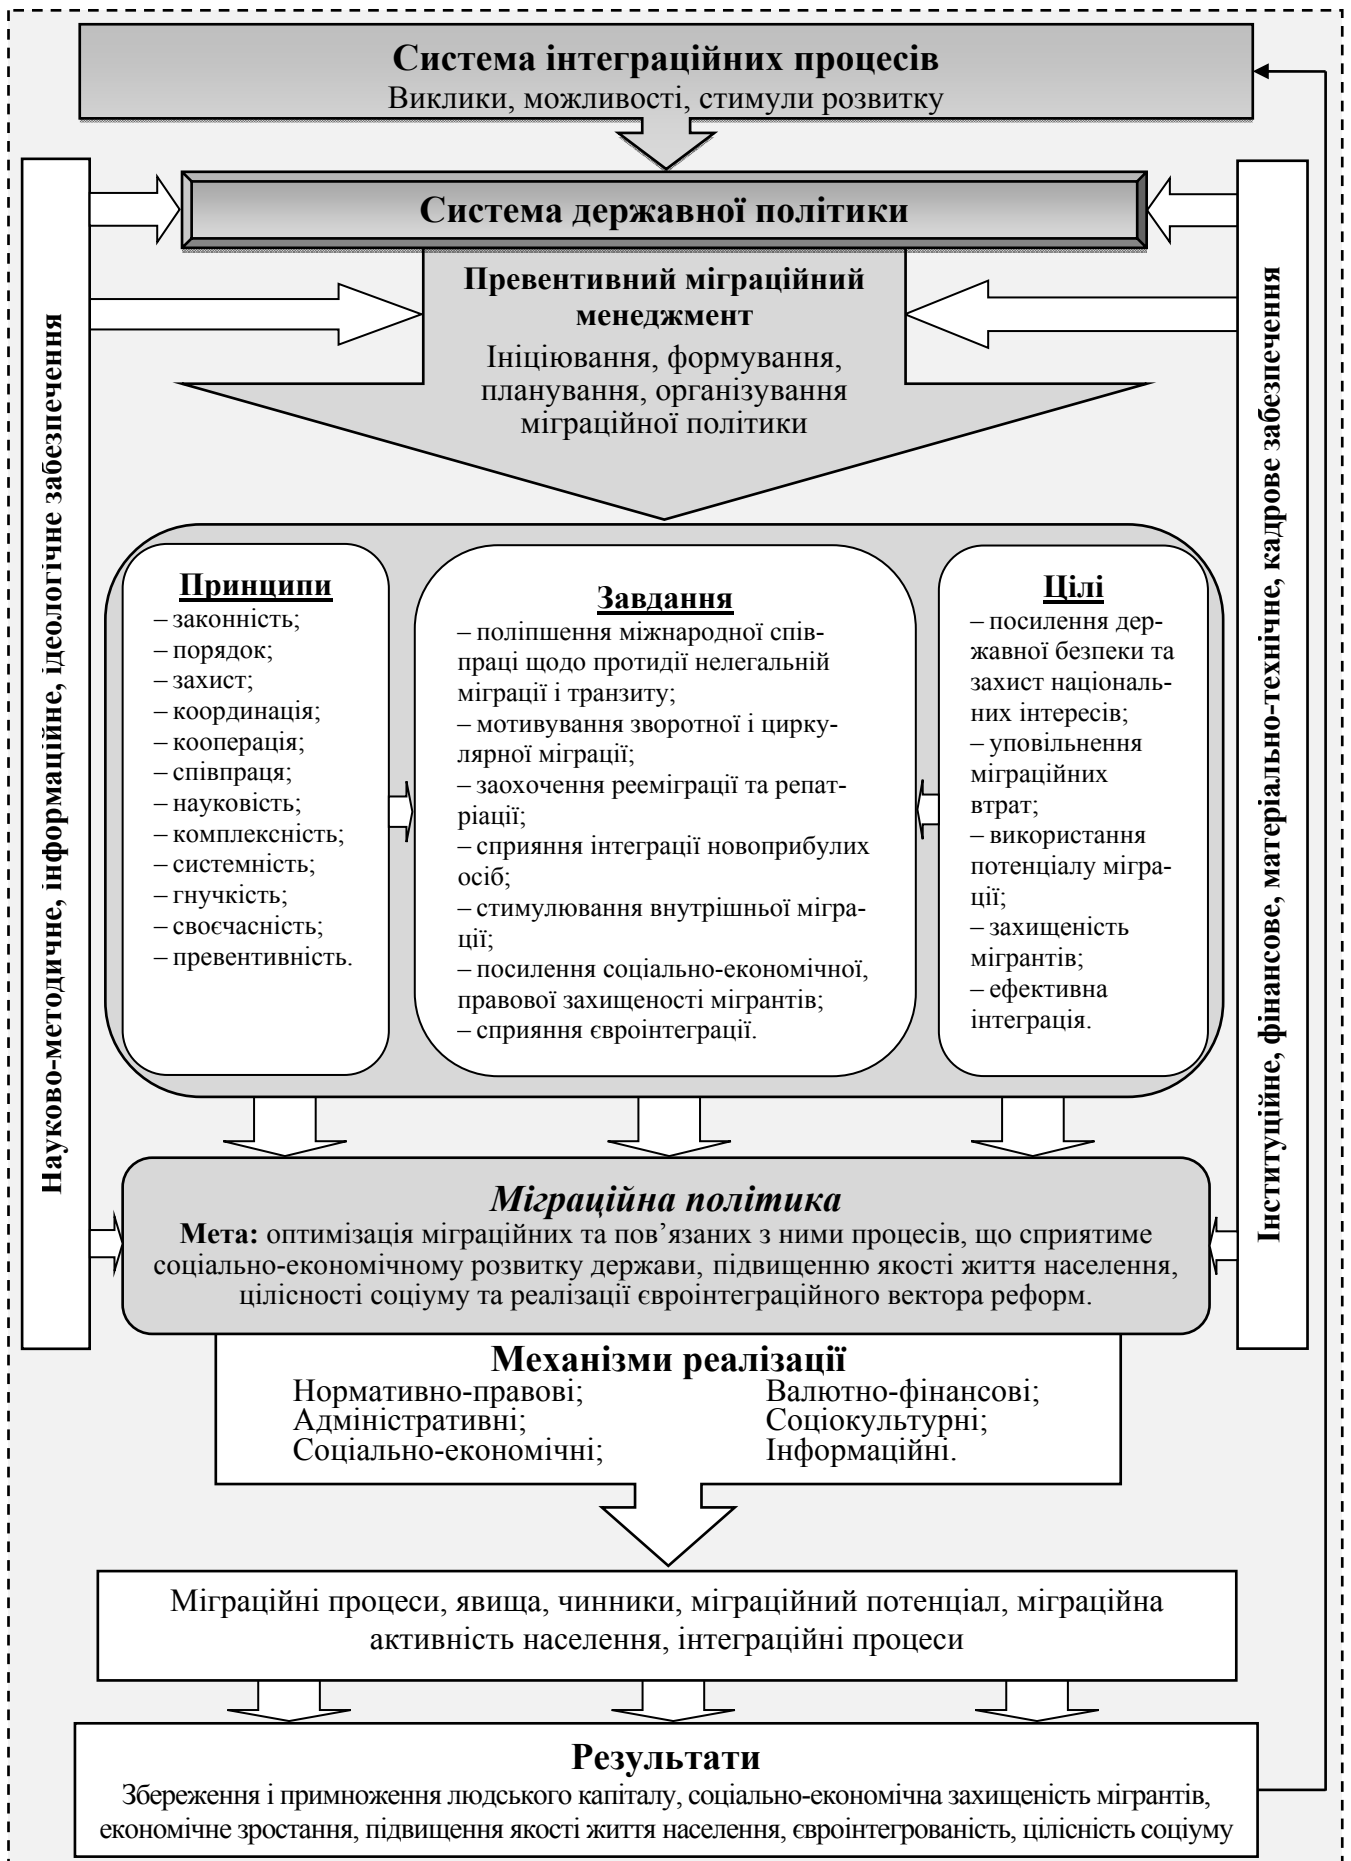 Система інтеграційних процесів
Виклики, можливості, стимули розвитку
Система державної політики
Превентивний міграційний
менеджмент
Ініціювання, формування,
планування, організування
міграційної політики
Науково-методичне, інформаційне, ідеологічне забезпечення
Інституційне, фінансове, матеріально-технічне, кадрове забезпечення
Принципи
– законність;
– порядок;
– захист;
– координація;
– кооперація;
– співпраця;
– науковість;
– комплексність;
– системність;
– гнучкість;
– своєчасність;
– превентивність.
Завдання
– поліпшення міжнародної спів-
праці щодо протидії нелегальній
міграції і транзиту;
– мотивування зворотної і цирку-
лярної міграції;
– заохочення рееміграції та репат-
ріації;
– сприяння інтеграції новоприбулих
осіб;
– стимулювання внутрішньої мігра-
ції;
– посилення соціально-економічної,
правової захищеності мігрантів;
– сприяння євроінтеграції.
Цілі
– посилення дер-
жавної безпеки та
захист національ-
них інтересів;
– уповільнення
міграційних
втрат;
– використання
потенціалу мігра-
ції;
– захищеність
мігрантів;
– ефективна
інтеграція.
Міграційна політика
Мета: оптимізація міграційних та пов’язаних з ними процесів, що сприятиме
соціально-економічному розвитку держави, підвищенню якості життя населення,
цілісності соціуму та реалізації євроінтеграційного вектора реформ.
Механізми реалізації
Нормативно-правові;
Адміністративні;
Соціально-економічні;
Валютно-фінансові;
Соціокультурні;
Інформаційні.
Міграційні процеси, явища, чинники, міграційний потенціал, міграційна
активність населення, інтеграційні процеси
Результати
Збереження і примноження людського капіталу, соціально-економічна захищеність мігрантів,
економічне зростання, підвищення якості життя населення, євроінтегрованість, цілісність соціуму